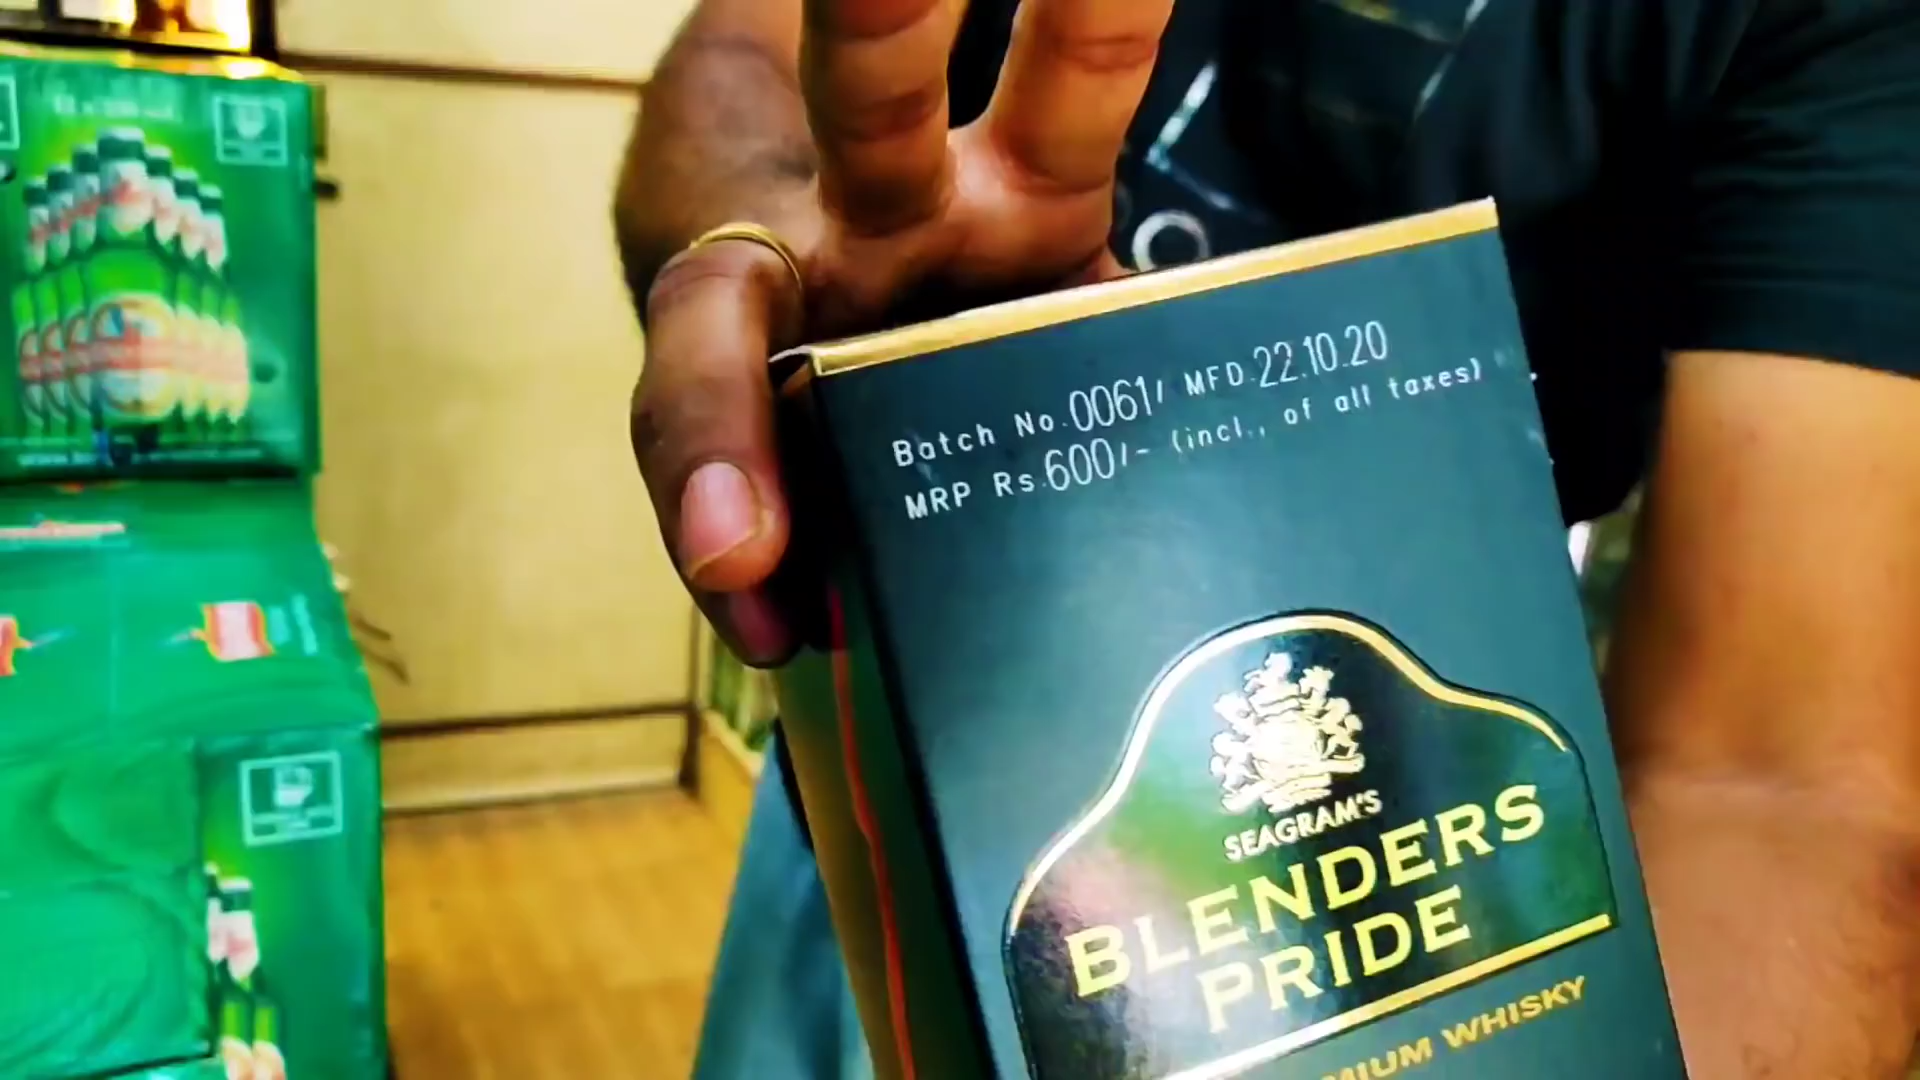 Batch No.0061/ MFD.22.10.20
MRP Rs.600/- (incl., of all taxes)
SEAGRAM'S
BLENDERS
PRIDE
MIUM WHISKY